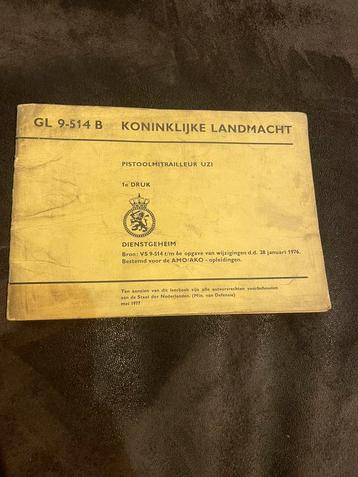 GL 9-514 B KONINKLIJKE LANDMACHT
PISTOOLMITRAILLEUR UZI
1e DRUK
DIENSTGEHEIM
Bron: VS 9-514 t/m 6e opgave van wijzigingen d.d. 28 januari 1976.
Bestemd voor de AMO/AKO - opleidingen.
Ten aanzien van dit leerboek zijn alle auteursrechten voorbehouden
aan de Staat der Nederlanden. (Min. van Defensie)
mei 1977